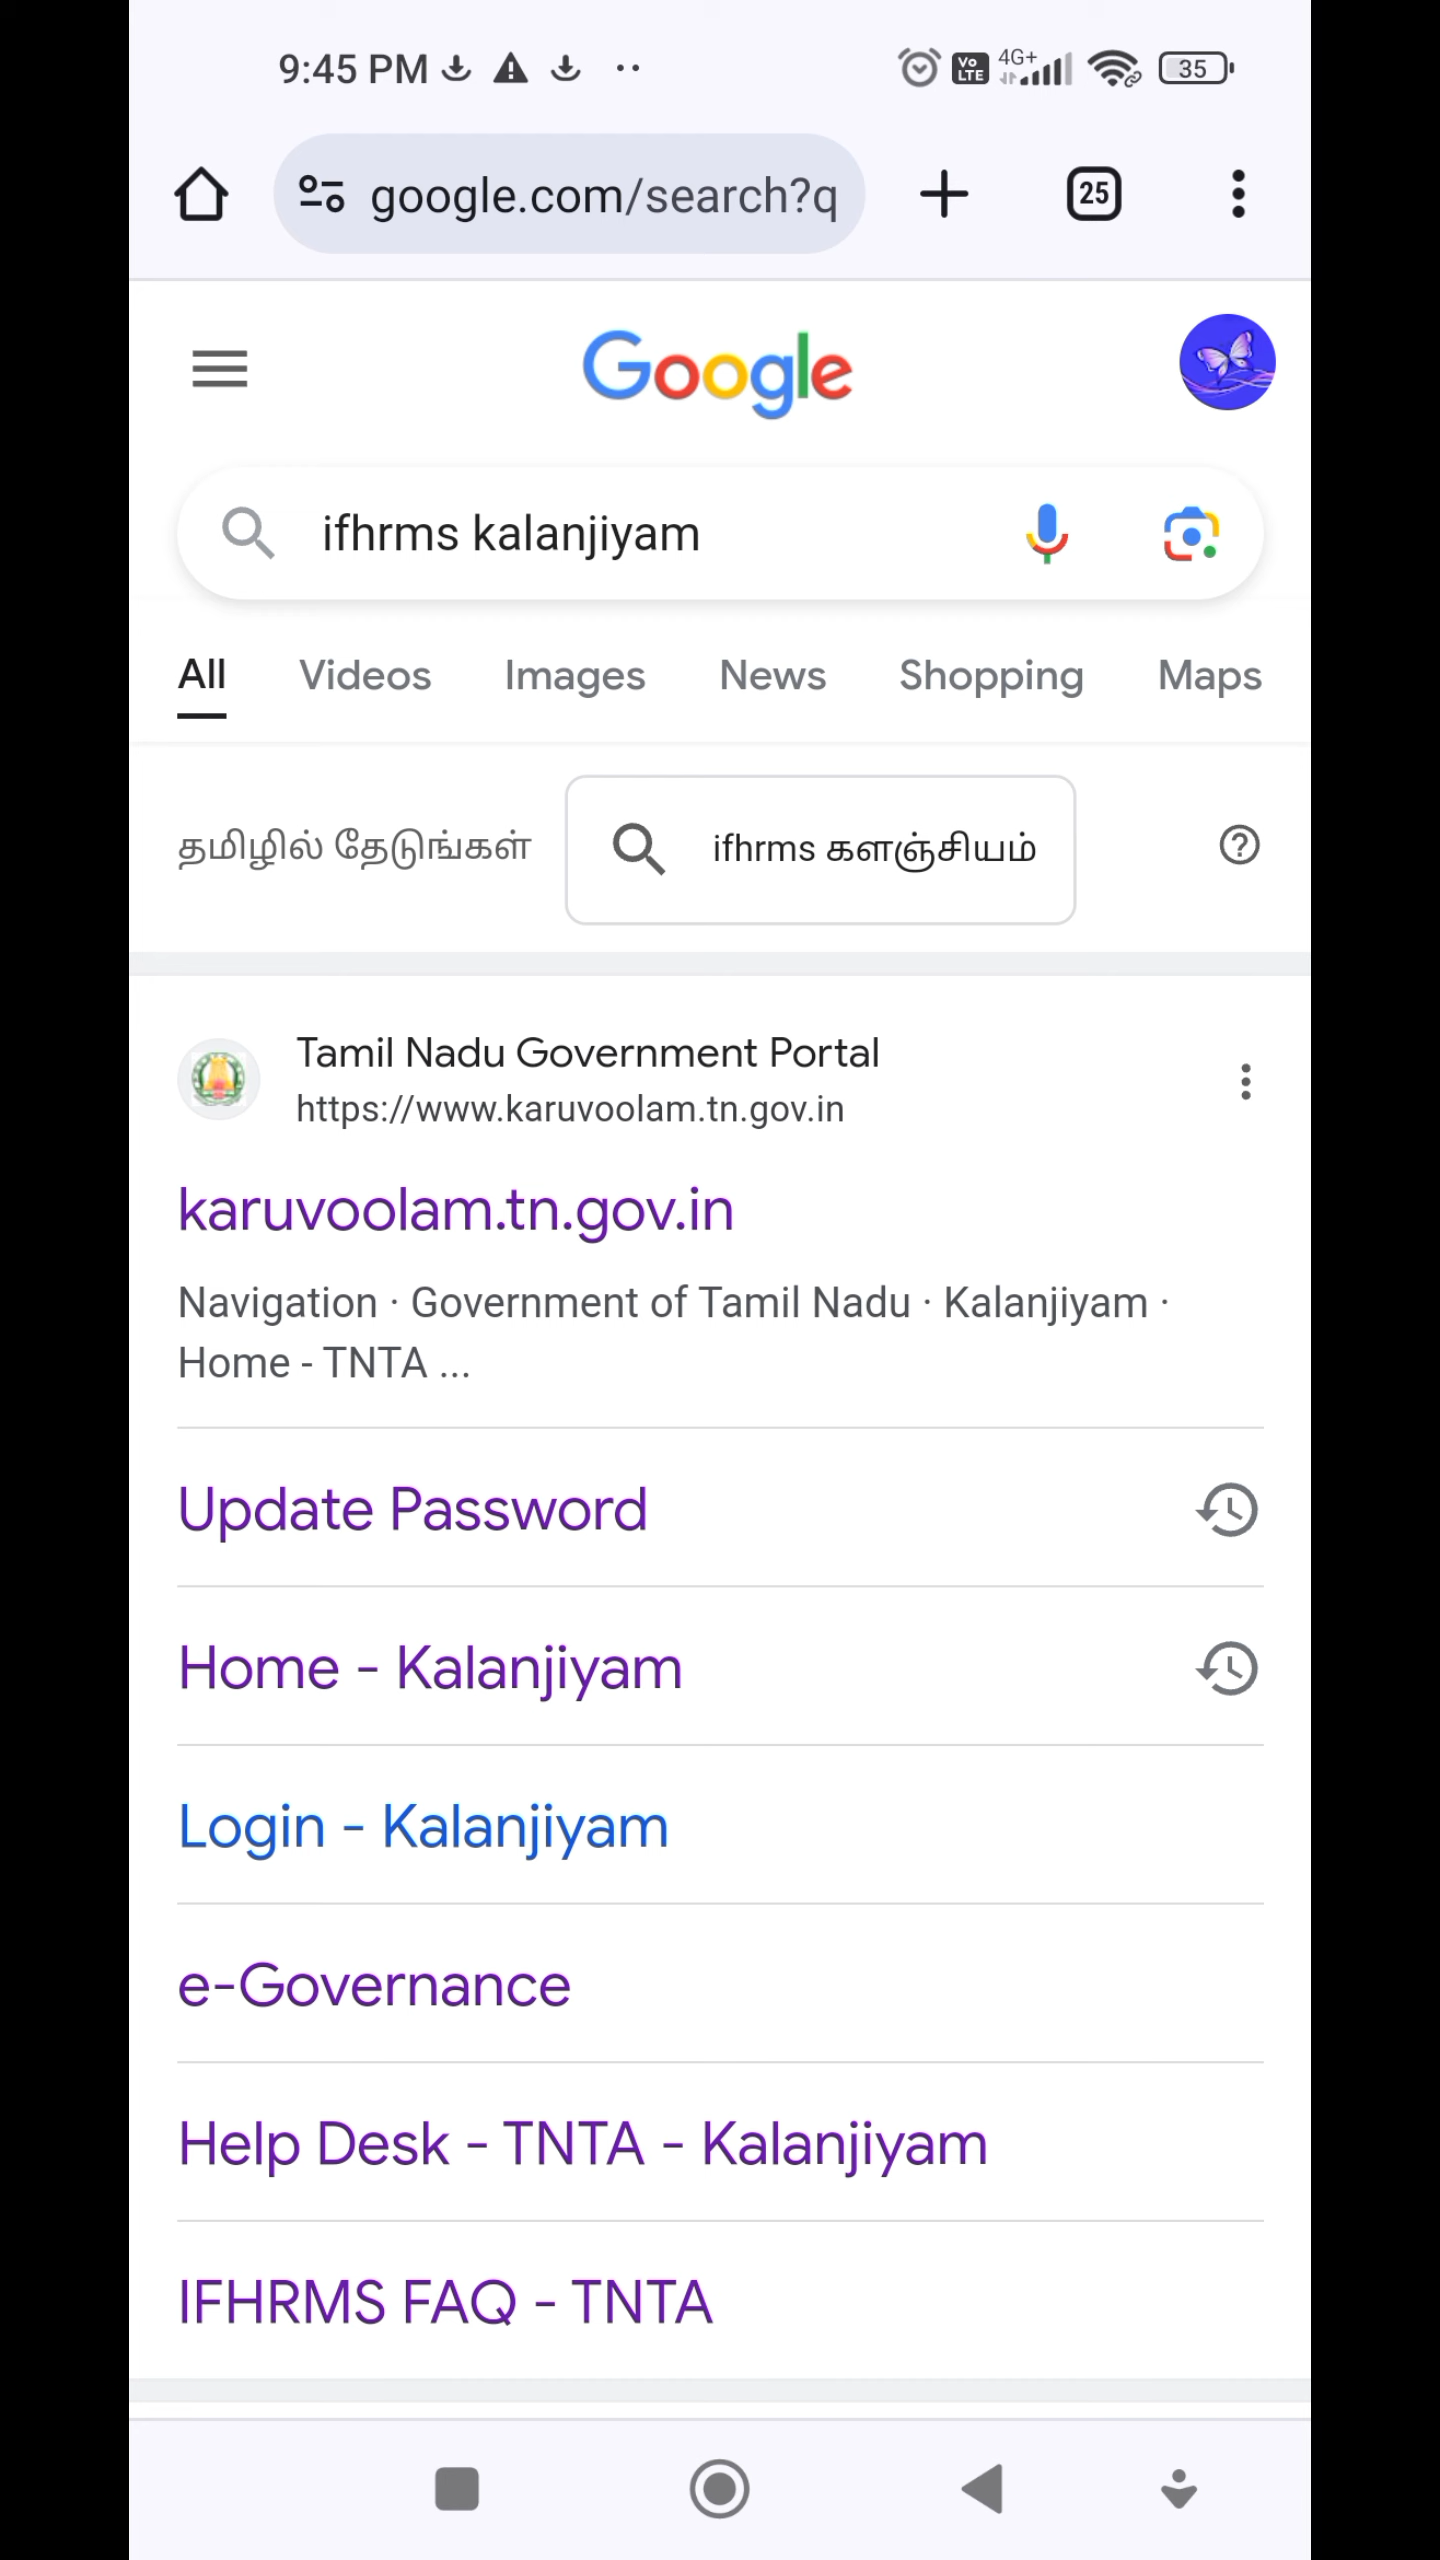 9:45 PM
Vo LTE 4G+ 35
google.com/search?q
25
Google
ifhrms kalanjiyam
All Videos Images News Shopping Maps
தமிழில் தேடுங்கள் ifhrms களஞ்சியம்
Tamil Nadu Government Portal
https://www.karuvoolam.tn.gov.in
karuvoolam.tn.gov.in
Navigation · Government of Tamil Nadu · Kalanjiyam ·
Home - TNTA ...
Update Password
Home - Kalanjiyam
Login - Kalanjiyam
e-Governance
Help Desk - TNTA - Kalanjiyam
IFHRMS FAQ - TNTA